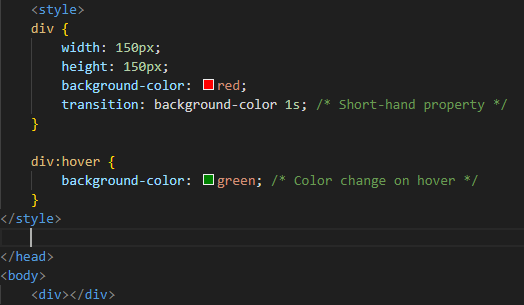 <style>
div {
width: 150px;
height: 150px;
background-color: red;
transition: background-color 1s; /* Short-hand property */
}
div:hover {
background-color: green; /* Color change on hover */
}
</style>
</head>
<body>
<div></div>